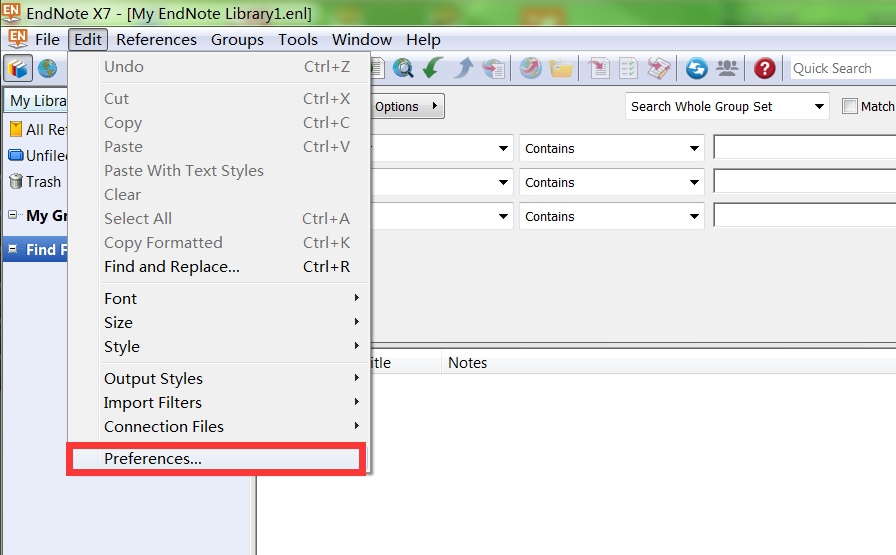 EndNote X7 - [My EndNote Library1.enl]
EN File Edit References Groups Tools Window Help
Quick Search
My Libra
Options
Search Whole Group Set
Match
All Ref
Unfiled
Trash
My Gr
Find F
Undo Ctrl+Z
Cut Ctrl+X
Copy Ctrl+C
Paste Ctrl+V
Paste With Text Styles
Clear
Select All Ctrl+A
Copy Formatted Ctrl+K
Find and Replace... Ctrl+R
Font
Size
Style
Output Styles
Import Filters
Connection Files
Preferences...
Contains
Contains
Contains
itle Notes